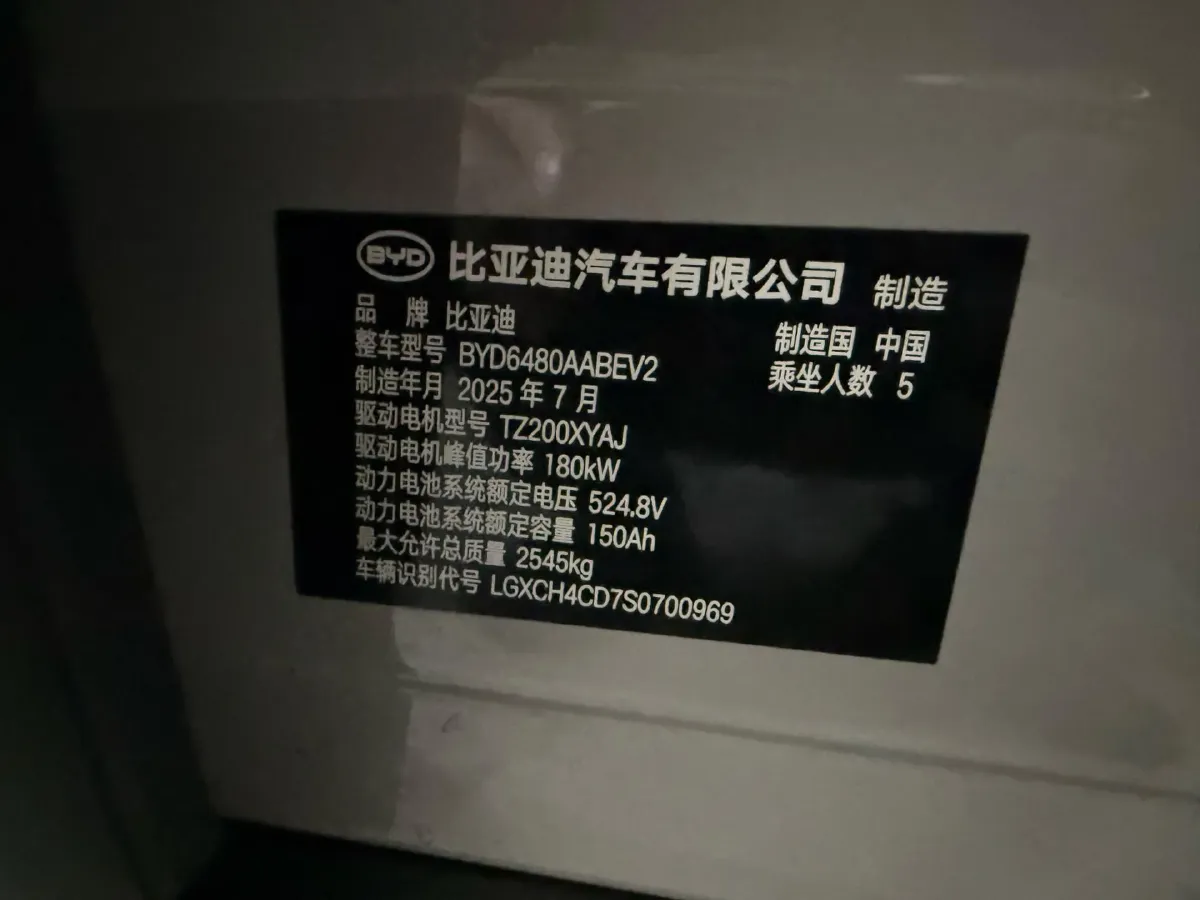 BYD 比亚迪汽车有限公司 制造
品 牌 比亚迪
制造国 中国
整车型号 BYD6480AABEV2
乘坐人数 5
制造年月 2025 年 7 月
驱动电机型号 TZ200XYAJ
驱动电机峰值功率 180kW
动力电池系统额定电压 524.8V
动力电池系统额定容量 150Ah
最大允许总质量 2545kg
车辆识别代号 LGXCH4CD7S0700969